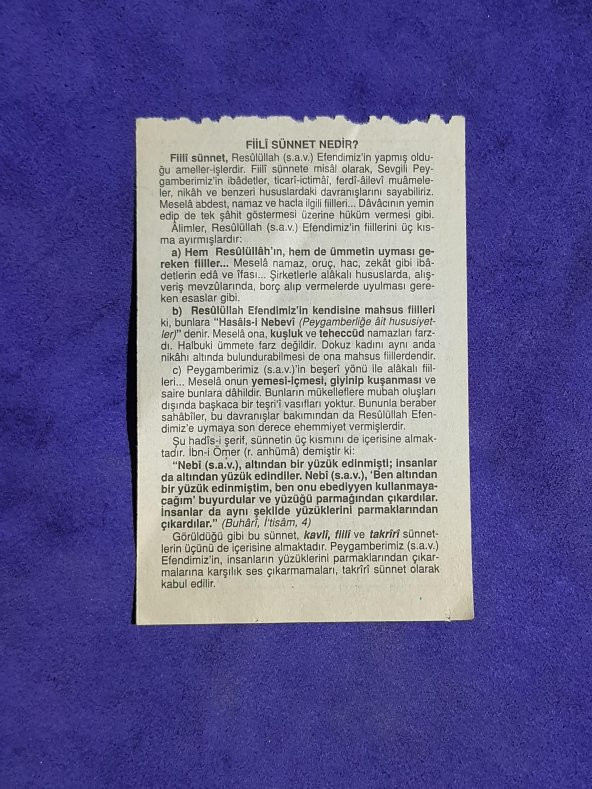 FİİLÎ SÜNNET NEDİR?
Fiilî sünnet, Resûlüllah (s.a.v.) Efendimiz'in yapmış oldu-
ğu ameller-işlerdir. Fiilî sünnete misâl olarak, Sevgili Pey-
gamberimiz'in ibâdetler, ticarî-ictimaî, ferdî-âilevî muâmele-
ler, nikâh ve benzeri hususlardaki davranışlarını sayabiliriz.
Meselâ abdest, namaz ve hacla ilgili fiilleri... Dâvâcının yemin
edip de tek şâhit göstermesi üzerine hüküm vermesi gibi.
Âlimler, Resûlüllah (s.a.v.) Efendimiz'in fiillerini üç kıs-
ma ayırmışlardır:
a) Hem Resûlüllâh'ın, hem de ümmetin uyması ge-
reken fiiller... Meselâ namaz, oruç, hac, zekât gibi ibâ-
detlerin edâ ve îfası... Şirketlerle alâkalı hususlarda, alış-
veriş mevzûlarında, borç alıp vermelerde uyulması gere-
ken esaslar gibi.
b) Resûlüllah Efendimiz'in kendisine mahsus fiilleri
ki, bunlara "Hasâis-i Nebevî (Peygamberliğe âit hususiyet-
ler)" denir. Meselâ ona, kuşluk ve teheccüd namazları farz-
dı. Halbuki ümmete farz değildir. Dokuz kadını aynı anda
nikâhı altında bulundurabilmesi de ona mahsus fiillerdendir.
c) Peygamberimiz (s.a.v.)'in beşerî yönü ile alâkalı fiil-
leri... Meselâ onun yemesi-içmesi, giyinip kuşanması ve
saire bunlara dâhildir. Bunların mükelleflere mubah oluşları
dışında başkaca bir teşri'î vasıfları yoktur. Bununla beraber
sahâbîler, bu davranışlar bakımından da Resûlüllah Efen-
dimiz'e uymaya son derece ehemmiyet vermişlerdir.
Şu hadîs-i şerif, sünnetin üç kısmını de içerisine almak-
tadır. İbn-i Ömer (r. anhümâ) demiştir ki:
"Nebî (s.a.v.), altından bir yüzük edinmişti; insanlar
da altından yüzük edindiler. Nebî (s.a.v.), 'Ben altından
bir yüzük edinmiştim, ben onu ebediyyen kullanmaya-
cağım' buyurdular ve yüzüğü parmağından çıkardılar.
İnsanlar da aynı şekilde yüzüklerini parmaklarından
çıkardılar." (Buhârî, İ'tisâm, 4)
Görüldüğü gibi bu sünnet, kavlî, fiilî ve takrîrî sünnet-
lerin üçünü de içerisine almaktadır. Peygamberimiz (s.a.v.)
Efendimiz'in, insanların yüzüklerini parmaklarından çıkar-
malarına karşılık ses çıkarmamaları, takrîrî sünnet olarak
kabul edilir.